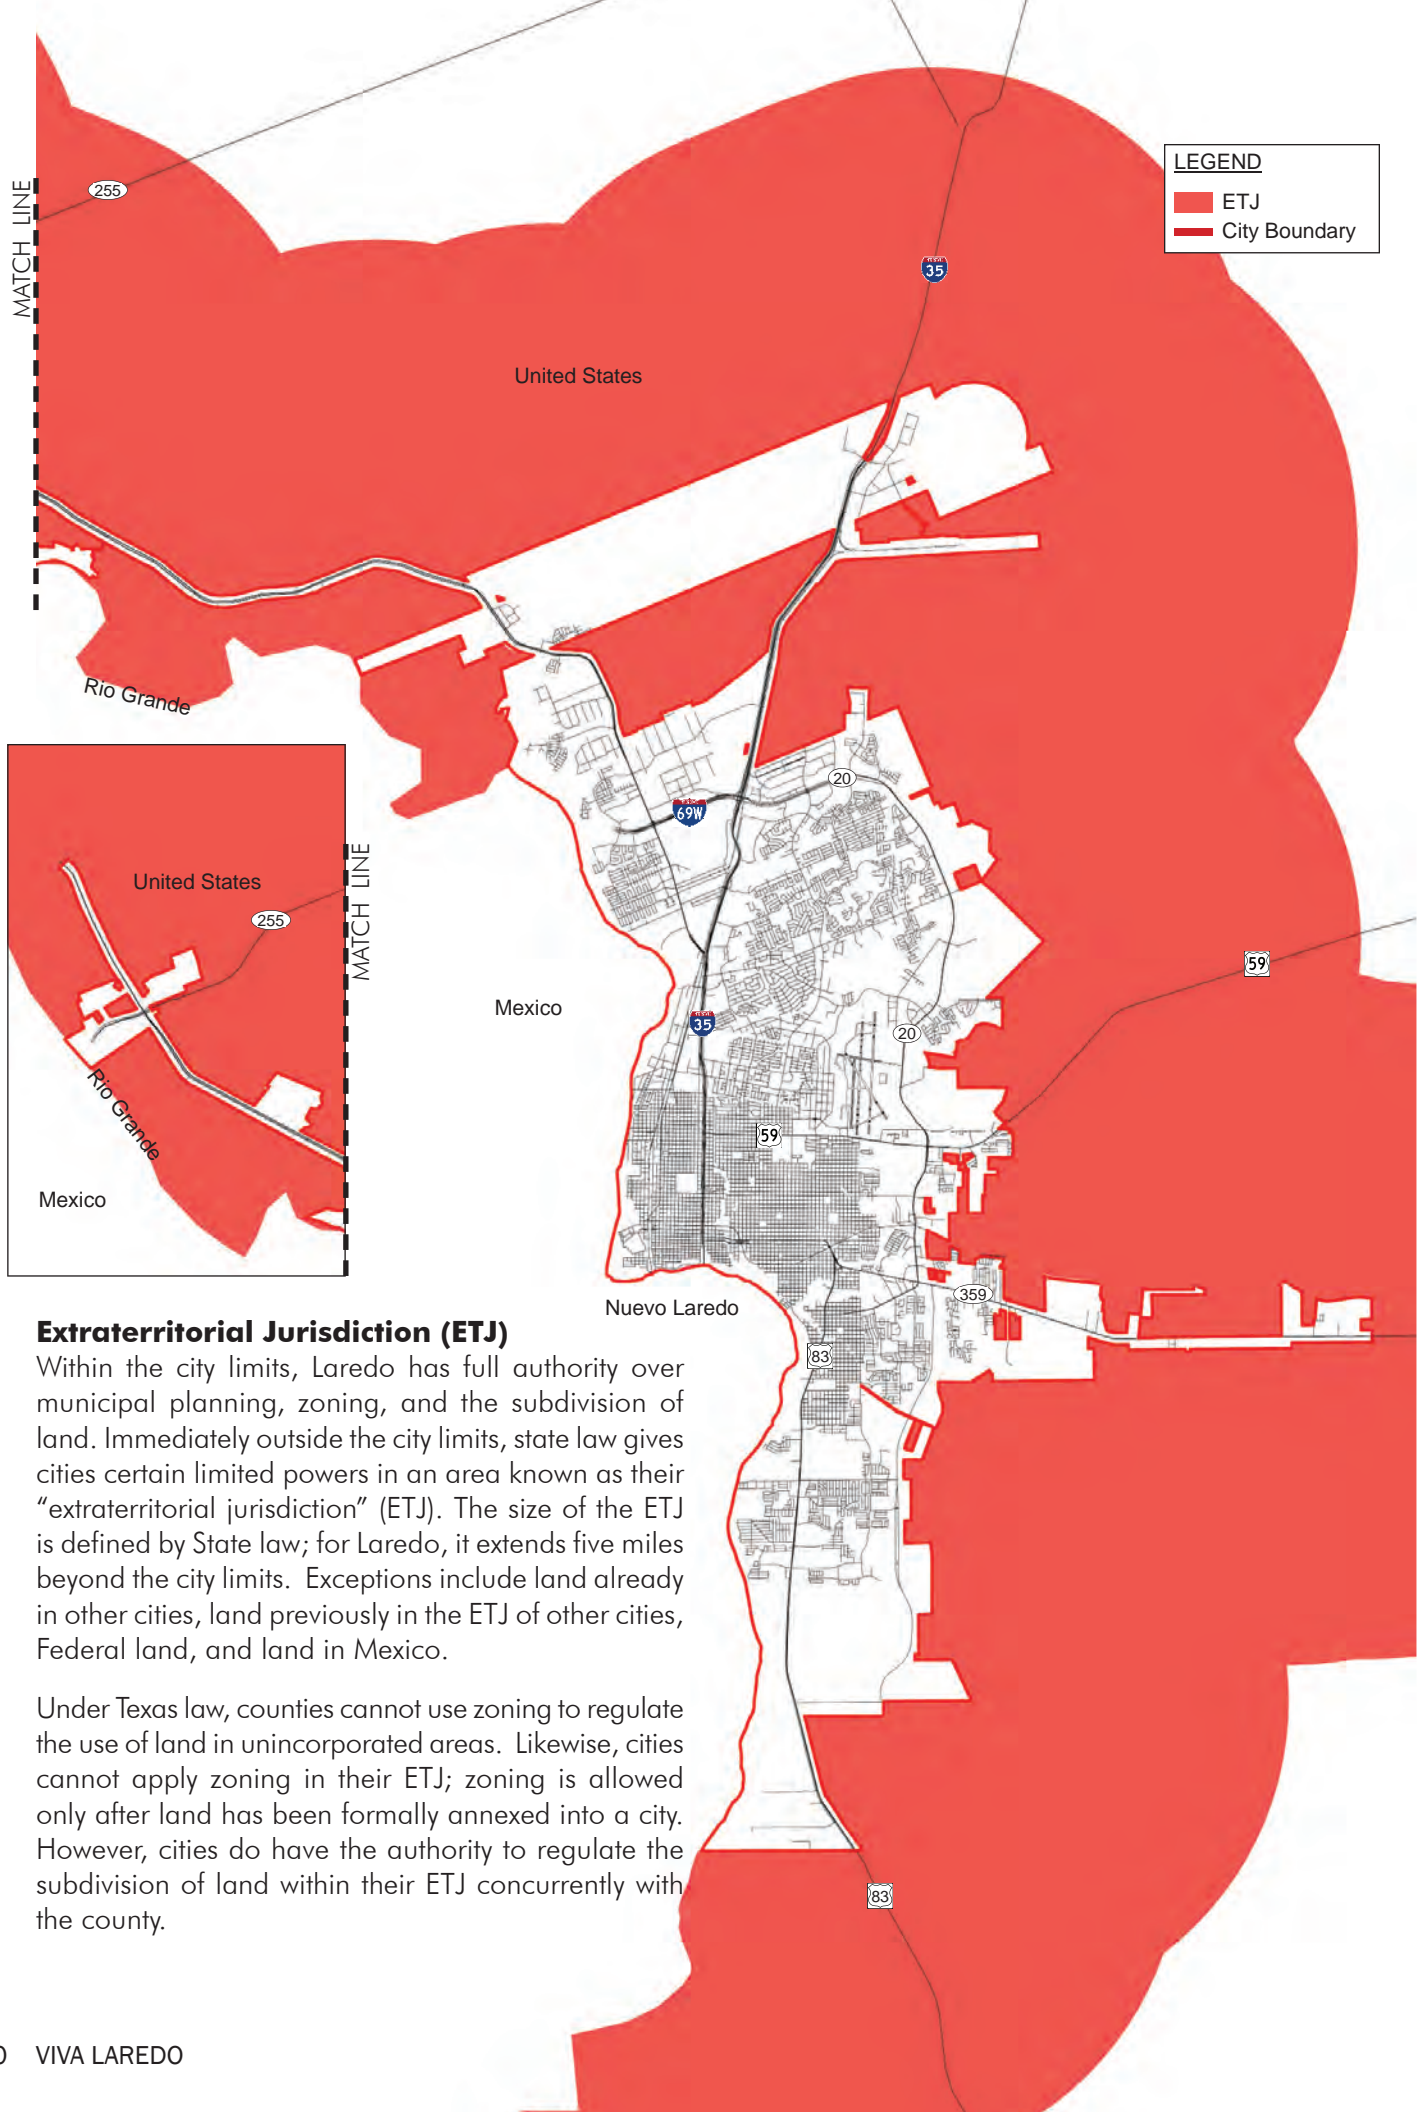 LEGEND
ETJ
City Boundary
MATCH LINE
255
35
United States
Rio Grande
20
69W
United States
255
MATCH LINE
59
Mexico
35
20
Rio Grande
59
Mexico
359
Nuevo Laredo
83
Extraterritorial Jurisdiction (ETJ)
Within the city limits, Laredo has full authority over
municipal planning, zoning, and the subdivision of
land. Immediately outside the city limits, state law gives
cities certain limited powers in an area known as their
“extraterritorial jurisdiction” (ETJ). The size of the ETJ
is defined by State law; for Laredo, it extends five miles
beyond the city limits.  Exceptions include land already
in other cities, land previously in the ETJ of other cities,
Federal land, and land in Mexico.
Under Texas law, counties cannot use zoning to regulate
the use of land in unincorporated areas.  Likewise, cities
cannot apply zoning in their ETJ; zoning is allowed
only after land has been formally annexed into a city.
However, cities do have the authority to regulate the
subdivision of land within their ETJ concurrently with
the county.
83
VIVA LAREDO